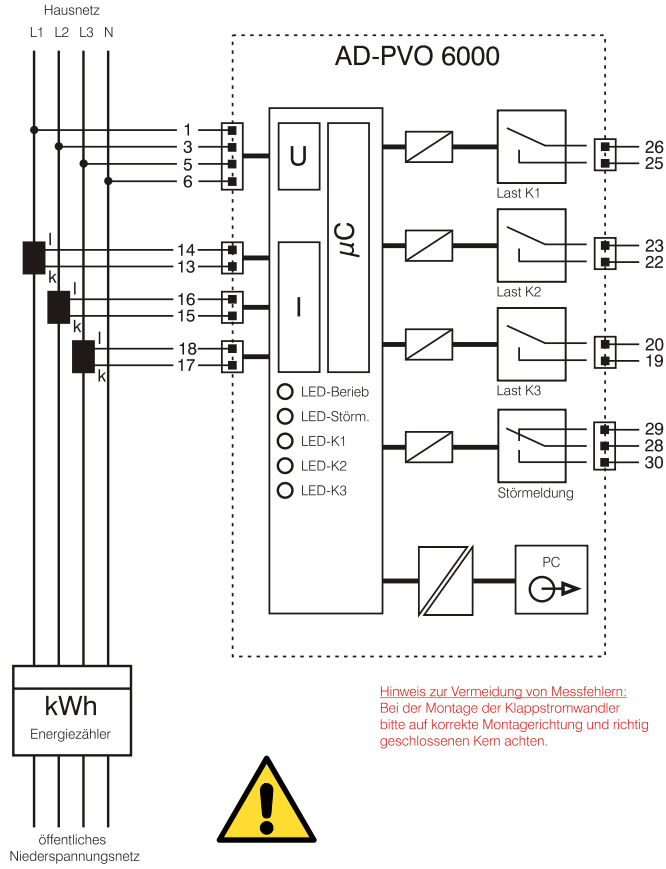 Hausnetz
L1 L2 L3 N
AD-PVO 6000
1
3
5
6
U
µC
26
25
Last K1
l
14
13
k
23
22
Last K2
l
16
15
k
I
l
18
17
k
20
19
Last K3
LED-Berieb
LED-Störm.
LED-K1
LED-K2
LED-K3
29
28
30
Störmeldung
PC
kWh
Energiezähler
Hinweis zur Vermeidung von Messfehlern:
Bei der Montage der Klappstromwandler
bitte auf korrekte Montagerichtung und richtig
geschlossenen Kern achten.
öffentliches
Niederspannungsnetz